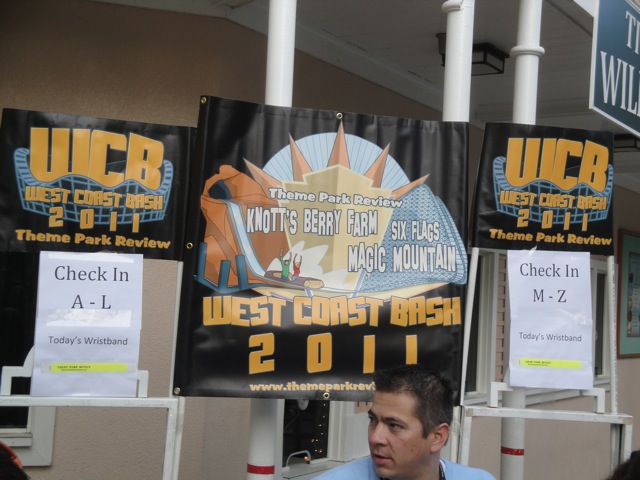 WCB
WEST COAST BASH
2011
Theme Park Review
Check In
A - L
Today's Wristband
Theme Park Review
KNOTT'S BERRY FARM
SIX FLAGS
MAGIC MOUNTAIN
WEST COAST BASH
2011
WCB
WEST COAST BASH
2011
Theme Park Review
Check In
M - Z
Today's Wristband